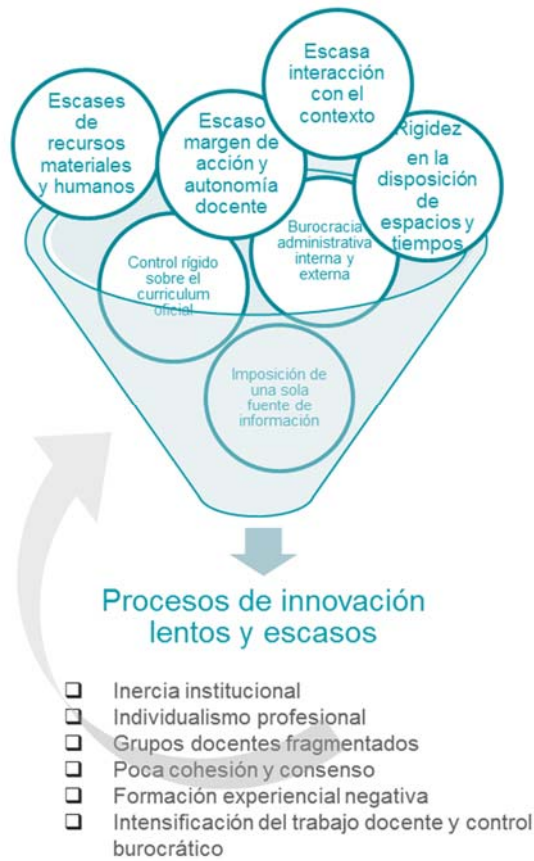 Escasa
interacción
con el
contexto
Escases
de
recursos
materiales
y humanos
Escaso
margen de
acción y
autonomía
docente
Rigidez
en la
disposición
de
espacios y
tiempos
Burocracia
administrativa
interna y
externa
Control rígido
sobre el
curriculum
oficial
Imposición de
una sola
fuente de
información
Procesos de innovación
lentos y escasos
Inercia institucional
Individualismo profesional
Grupos docentes fragmentados
Poca cohesión y consenso
Formación experiencial negativa
Intensificación del trabajo docente y control
burocrático